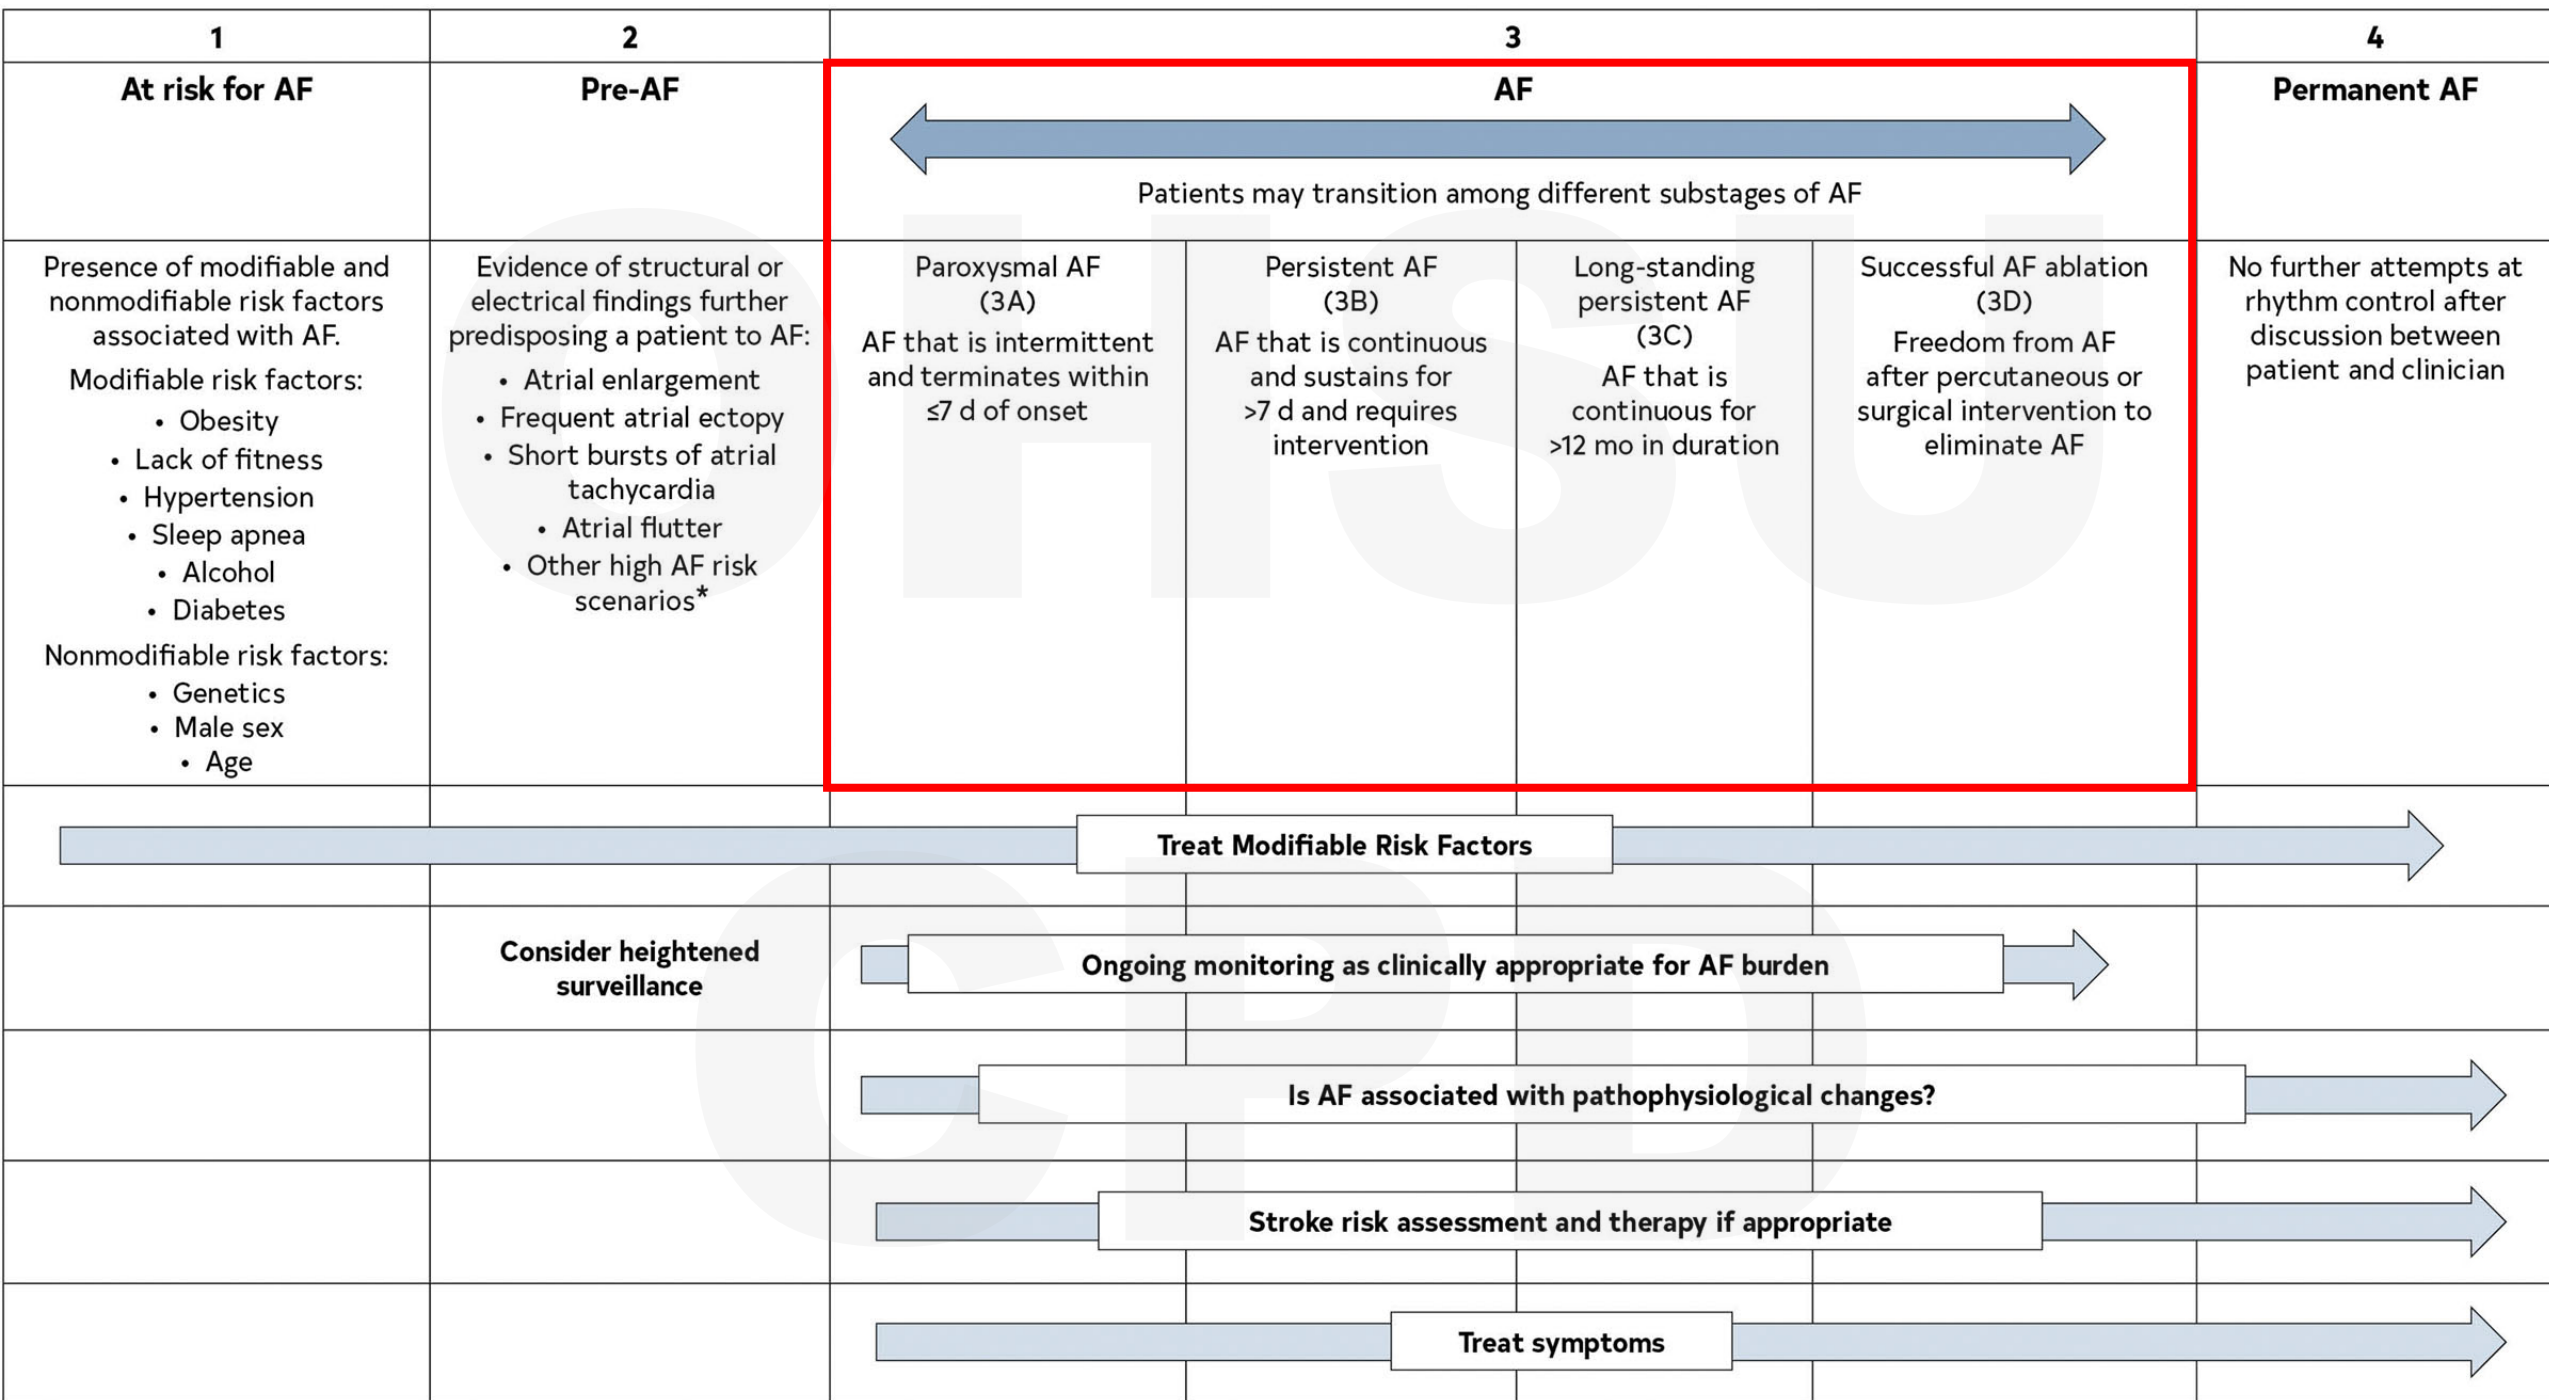 1
2
3
4
At risk for AF
Pre-AF
AF
Permanent AF
Patients may transition among different substages of AF
Presence of modifiable and
nonmodifiable risk factors
associated with AF.
Modifiable risk factors:
• Obesity
• Lack of fitness
• Hypertension
• Sleep apnea
• Alcohol
• Diabetes
Nonmodifiable risk factors:
• Genetics
• Male sex
• Age
Evidence of structural or
electrical findings further
predisposing a patient to AF:
• Atrial enlargement
• Frequent atrial ectopy
• Short bursts of atrial
tachycardia
• Atrial flutter
• Other high AF risk
scenarios*
Paroxysmal AF
(3A)
AF that is intermittent
and terminates within
≤7 d of onset
Persistent AF
(3B)
AF that is continuous
and sustains for
>7 d and requires
intervention
Long-standing
persistent AF
(3C)
AF that is
continuous for
>12 mo in duration
Successful AF ablation
(3D)
Freedom from AF
after percutaneous or
surgical intervention to
eliminate AF
No further attempts at
rhythm control after
discussion between
patient and clinician
Treat Modifiable Risk Factors
Consider heightened
surveillance
Ongoing monitoring as clinically appropriate for AF burden
Is AF associated with pathophysiological changes?
Stroke risk assessment and therapy if appropriate
Treat symptoms
OHSU
CPD